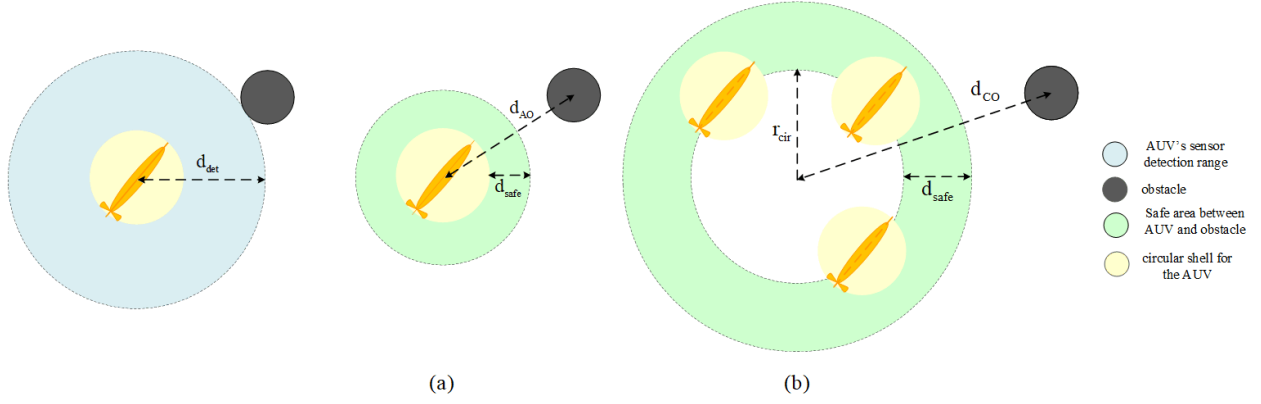 d_det
d_AO
d_safe
(a)
r_cir
d_CO
d_safe
(b)
AUV's sensor
detection range
obstacle
Safe area between
AUV and obstacle
circular shell for
the AUV